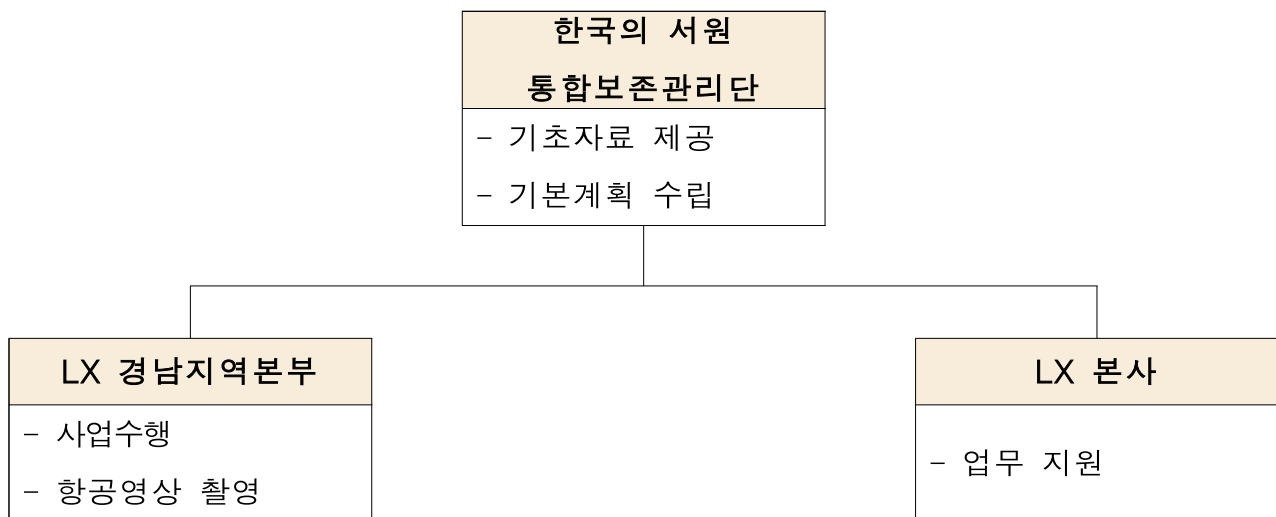 한국의 서원
통합보존관리단
- 기초자료 제공
- 기본계획 수립
LX 경남지역본부
- 사업수행
- 항공영상 촬영
LX 본사
- 업무 지원